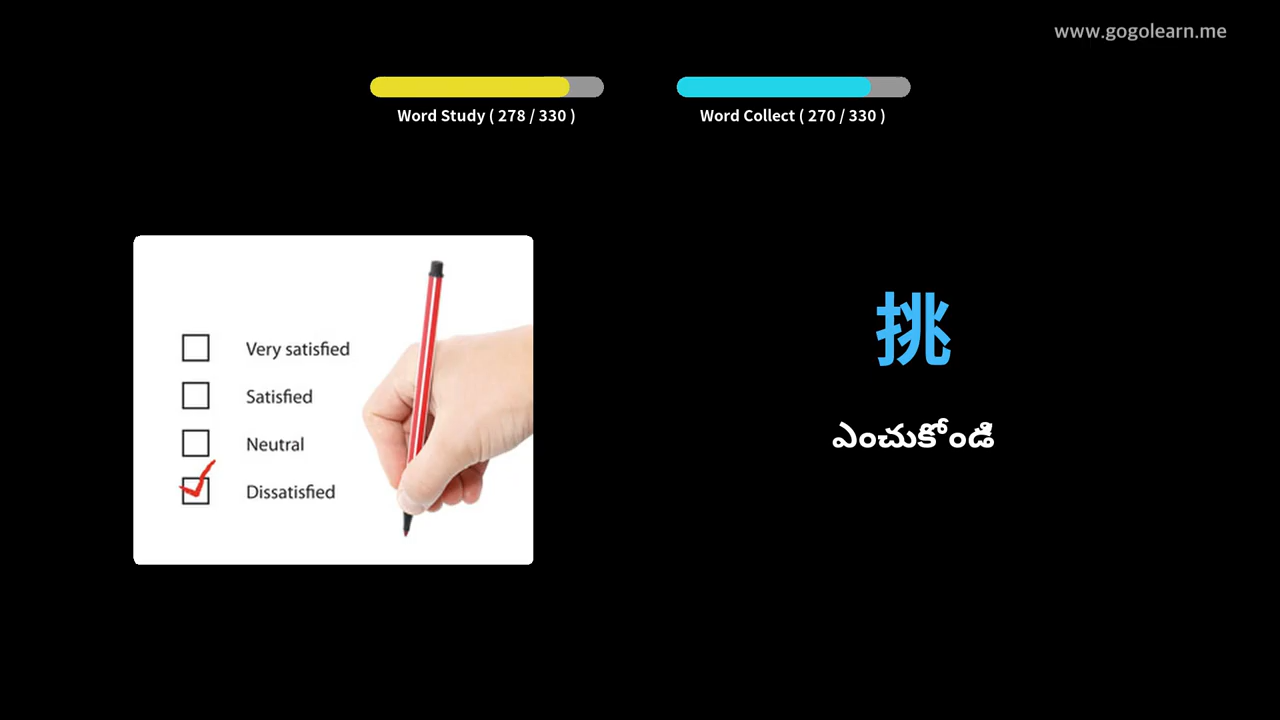 www.gogolearn.me
Word Study ( 278 / 330 )
Word Collect ( 270 / 330 )
Very satisfied
Satisfied
Neutral
Dissatisfied
挑
ఎంచుకోండి